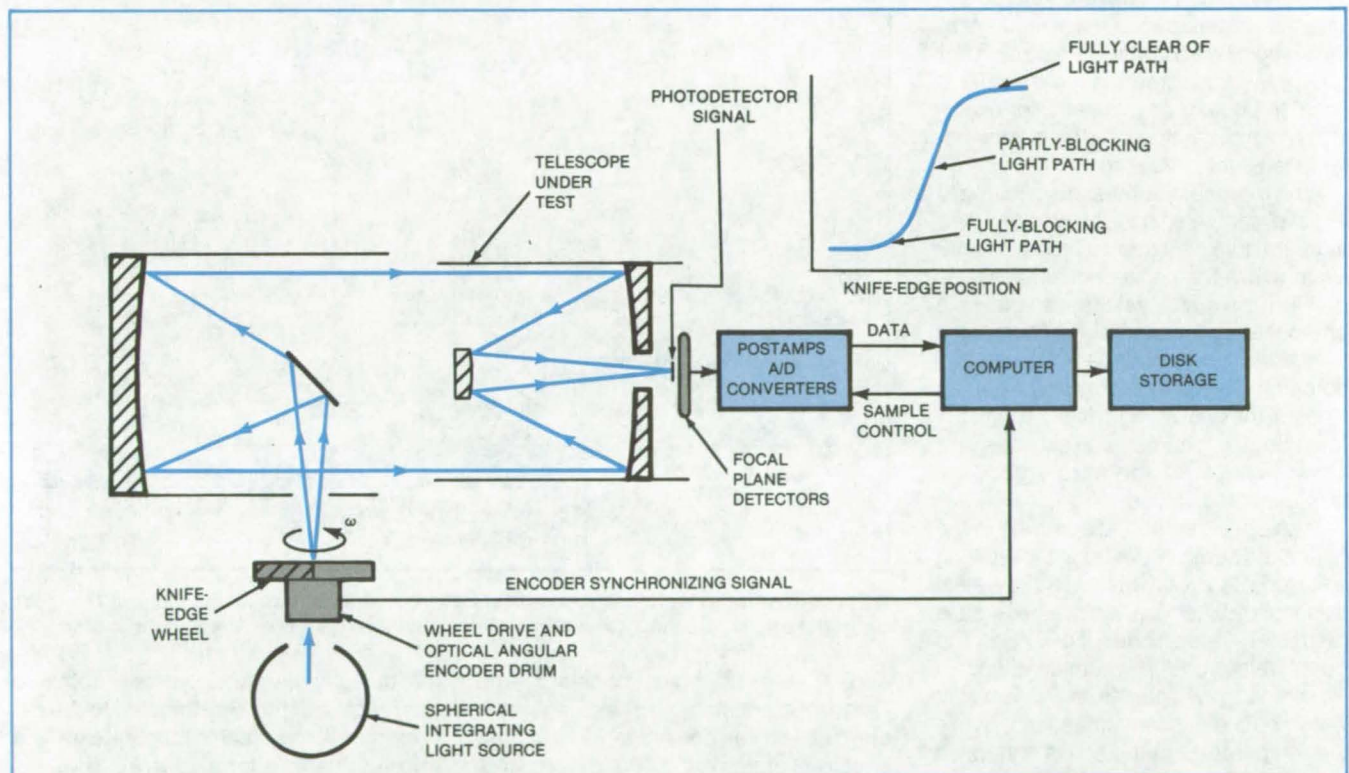 FULLY CLEAR OF
LIGHT PATH
PHOTODETECTOR
SIGNAL
PARTLY-BLOCKING
LIGHT PATH
TELESCOPE
UNDER
TEST
FULLY-BLOCKING
LIGHT PATH
KNIFE-EDGE POSITION
DATA
POSTAMPS
A/D
CONVERTERS
COMPUTER
DISK
STORAGE
SAMPLE
CONTROL
FOCAL
PLANE
DETECTORS
ω
ENCODER SYNCHRONIZING SIGNAL
KNIFE-
EDGE
WHEEL
WHEEL DRIVE AND
OPTICAL ANGULAR
ENCODER DRUM
SPHERICAL
INTEGRATING
LIGHT SOURCE